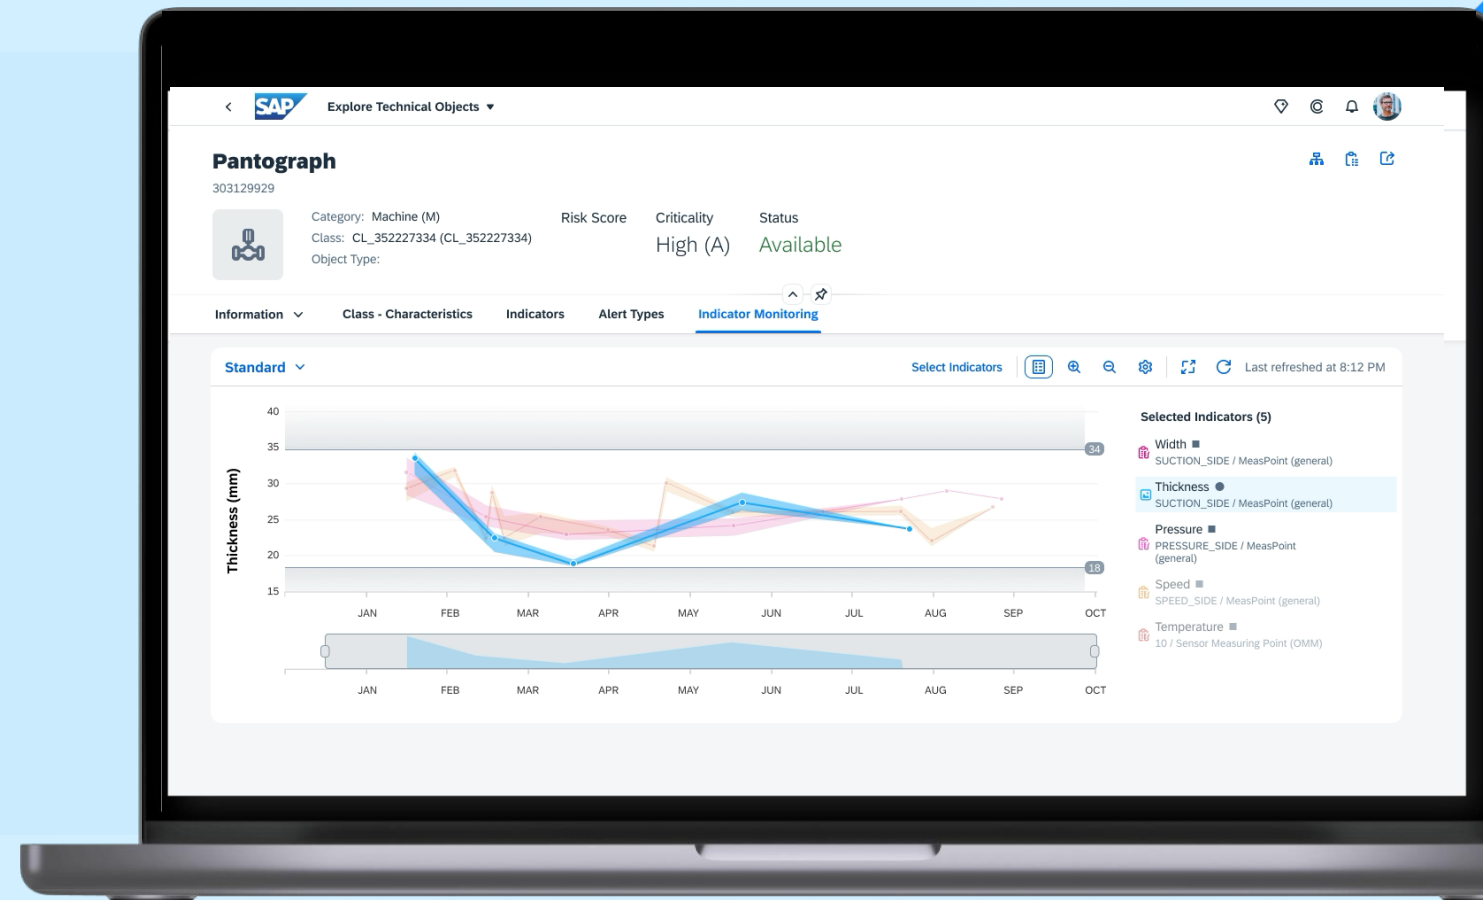 SAP
Explore Technical Objects
Pantograph
303129929
Category: Machine (M)
Class: CL_352227334 (CL_352227334)
Object Type:
Risk Score
Criticality
High (A)
Status
Available
Information
Class - Characteristics
Indicators
Alert Types
Indicator Monitoring
Standard
Select Indicators
Last refreshed at 8:12 PM
Thickness (mm)
40
35
30
25
20
15
34
18
JAN FEB MAR APR MAY JUN JUL AUG SEP OCT
JAN FEB MAR APR MAY JUN JUL AUG SEP OCT
Selected Indicators (5)
Width
SUCTION_SIDE / MeasPoint (general)
Thickness
SUCTION_SIDE / MeasPoint (general)
Pressure
PRESSURE_SIDE / MeasPoint
(general)
Speed
SPEED_SIDE / MeasPoint (general)
Temperature
10 / Sensor Measuring Point (OMM)